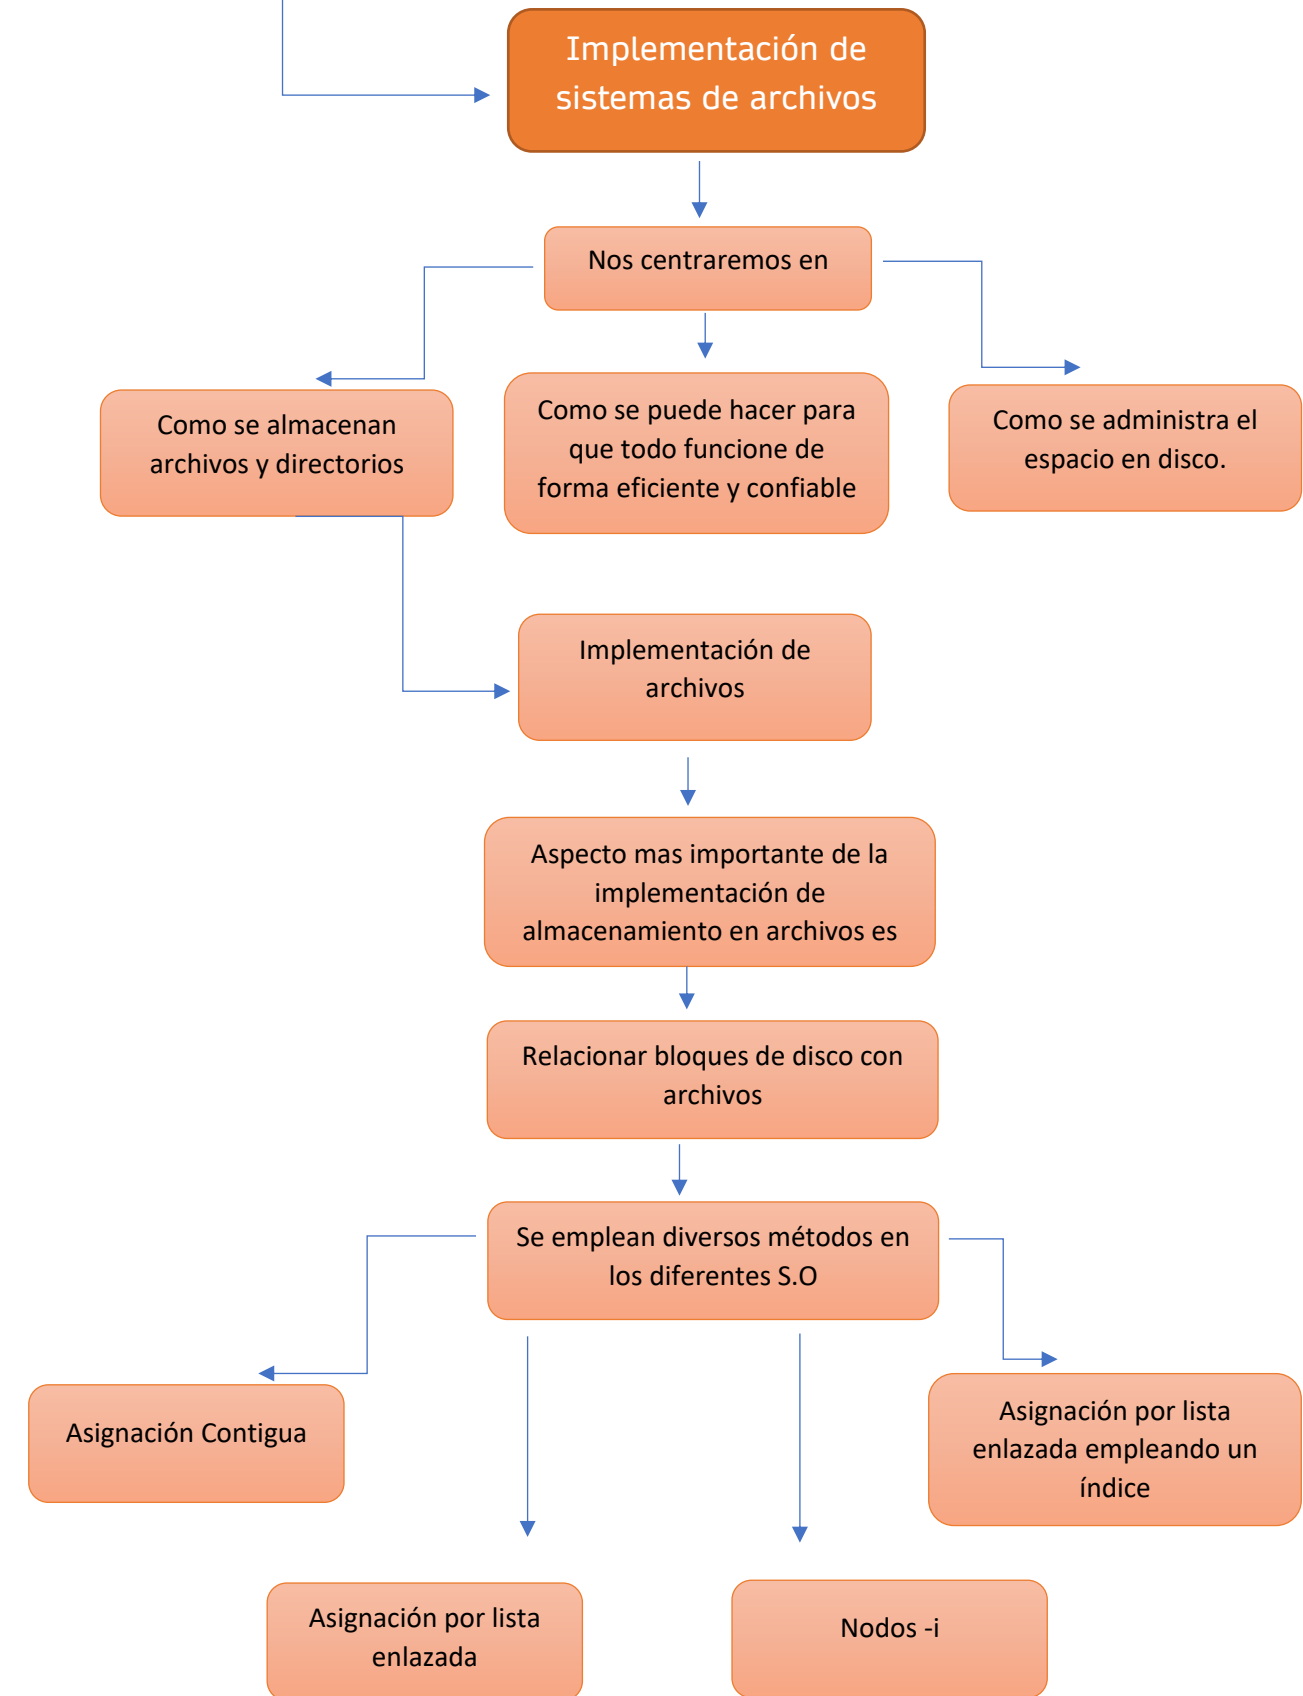 Implementación de
sistemas de archivos
Nos centraremos en
Como se almacenan
archivos y directorios
Como se puede hacer para
que todo funcione de
forma eficiente y confiable
Como se administra el
espacio en disco.
Implementación de
archivos
Aspecto mas importante de la
implementación de
almacenamiento en archivos es
Relacionar bloques de disco con
archivos
Se emplean diversos métodos en
los diferentes S.O
Asignación Contigua
Asignación por lista
enlazada
Nodos -i
Asignación por lista
enlazada empleando un
índice